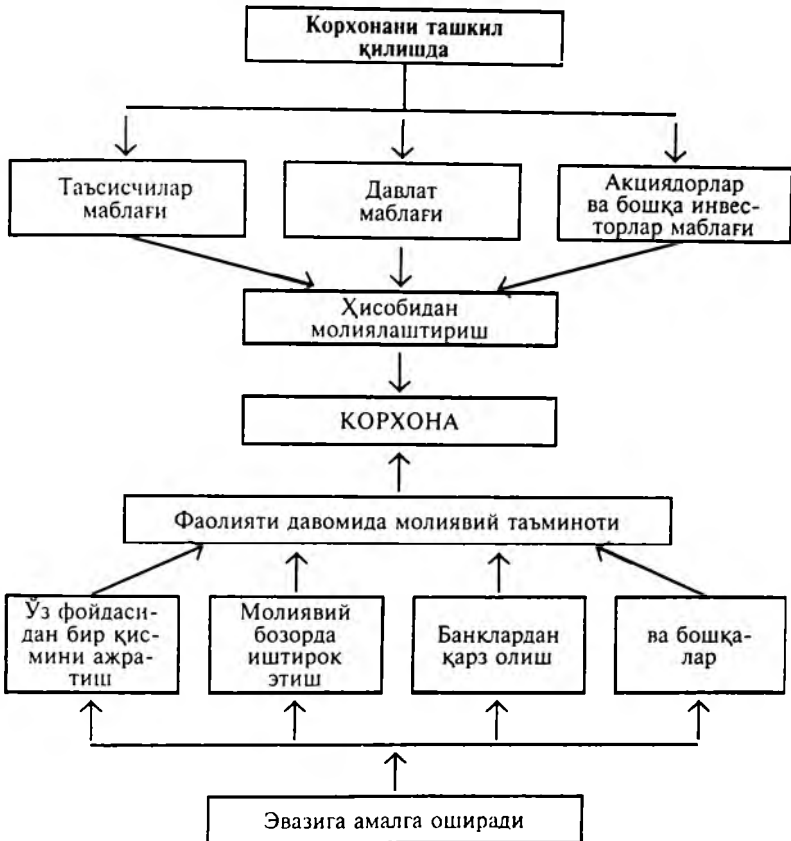 Корхонани ташкил
қилишда
Таъсисчилар
маблағи
Давлат
маблағи
Акциядорлар
ва бошқа инвес-
торлар маблағи
Ҳисобидан
молиялаштириш
КОРХОНА
Фаолияти давомида молиявий таъминоти
Ўз фойдаси-
дан бир қис-
мини ажра-
тиш
Молиявий
бозорда
иштирок
этиш
Банклардан
қарз олиш
ва бошқа-
лар
Эвазига амалга оширади